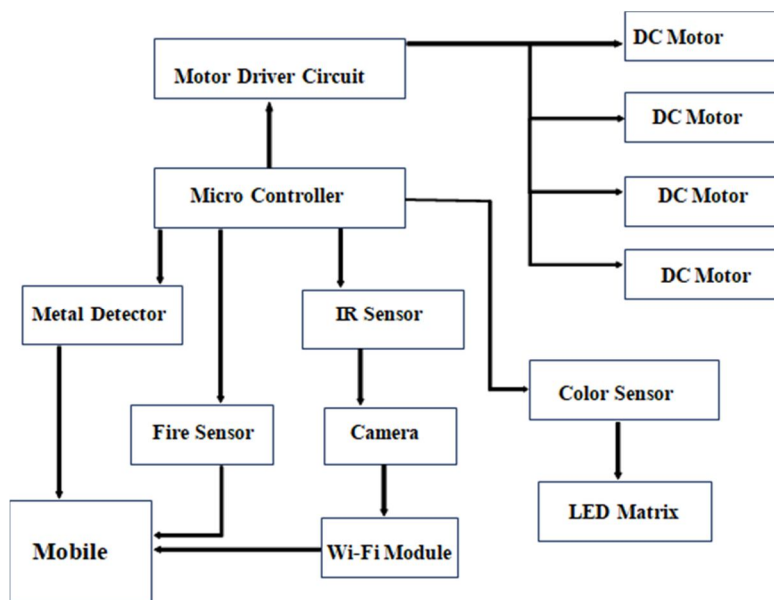 DC Motor
Motor Driver Circuit
DC Motor
Micro Controller
DC Motor
DC Motor
Metal Detector
IR Sensor
Color Sensor
Fire Sensor
Camera
LED Matrix
Mobile
Wi-Fi Module